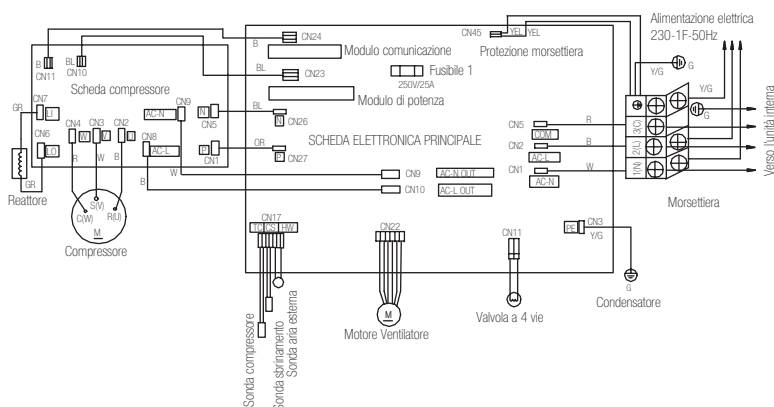 CN24
B
Modulo comunicazione
CN45
YEL
YEL
Protezione morsettiera
Alimentazione elettrica
230-1F-50Hz
B
CN11
BL
CN10
Scheda compressore
BL
CN23
Fusibile 1
250V/25A
Modulo di potenza
G
Y/G
Y/G
G
GR
CN7
LI
CN6
LO
GR
Reattore
CN4
W
CN3
V
CN2
U
AC-N
CN9
CN8
AC-L
N
CN5
P
CN1
BL
N
CN26
OR
P
CN27
SCHEDA ELETTRONICA PRINCIPALE
CN5
COM
R
CN2
AC-L
B
CN1
AC-N
W
3(C)
2(L)
1(N)
Verso l'unità interna
Morsettiera
R
W
B
B
W
CN9
AC-N OUT
CN10
AC-L OUT
S(V)
C(W)
R(U)
M
Compressore
CN17
TC
CS
HW
CN22
CN11
PE
CN3
Y/G
G
Condensatore
Sonda compressore
Sonda sbrinamento
Sonda aria esterna
M
Motore Ventilatore
Valvola a 4 vie